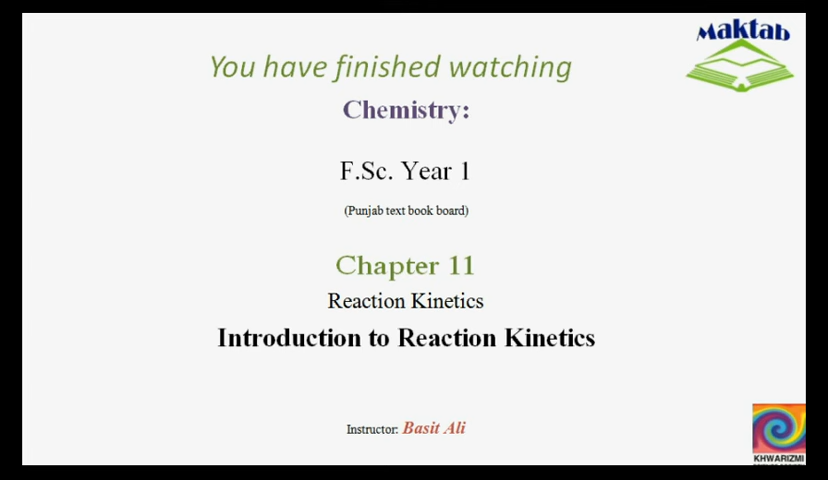 Maktab
You have finished watching
Chemistry:
F.Sc. Year 1
(Punjab text book board)
Chapter 11
Reaction Kinetics
Introduction to Reaction Kinetics
Instructor: Basit Ali
KHWARIZMI